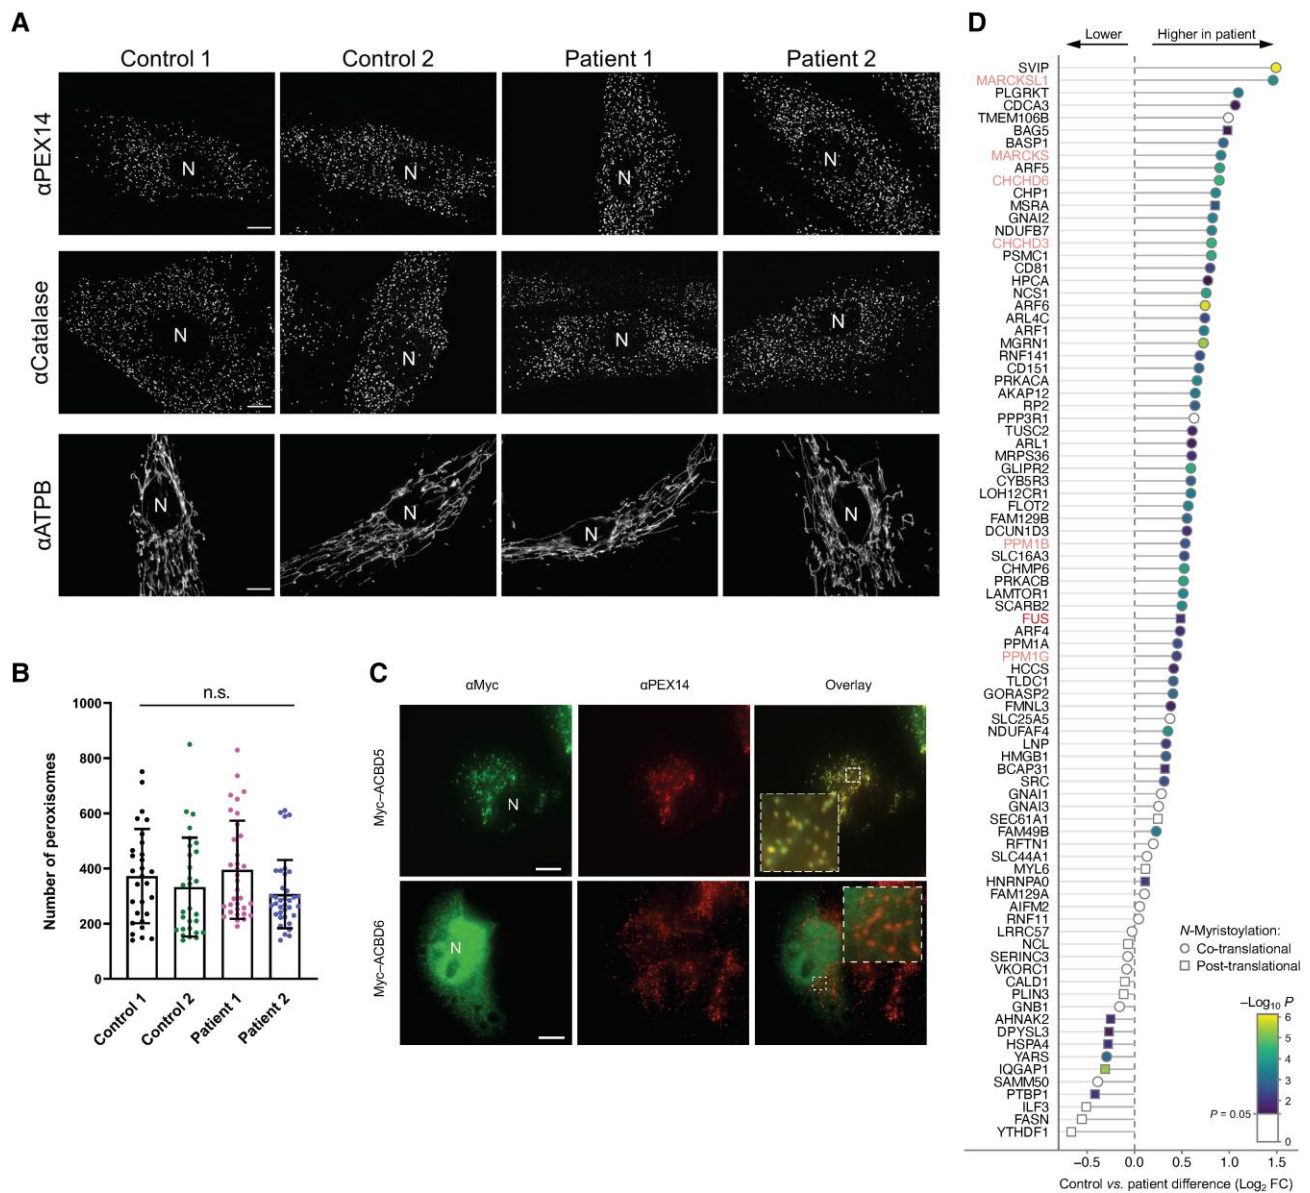 A
Control 1
Control 2
Patient 1
Patient 2
αPEX14
N
N
N
N
αCatalase
N
N
N
N
αATPB
N
N
N
N
B
n.s.
Number of peroxisomes
1000
800
600
400
200
0
Control 1
Control 2
Patient 1
Patient 2
C
αMyc
αPEX14
Overlay
Myc–ACBD5
N
Myc–ACBD6
N
D
Lower
Higher in patient
SVIP
MARCKSL1
PLGRKT
CDCA3
TMEM106B
BAG5
BASP1
MARCKS
ARF5
CHCHD6
CHP1
MSRA
GNAI2
NDUFB7
CHCHD3
PSMC1
CD81
HPCA
NCS1
ARF6
ARL4C
ARF1
MGRN1
RNF141
CD151
PRKACA
AKAP12
RP2
PPP3R1
TUSC2
ARL1
MRPS36
GLIPR2
CYB5R3
LOH12CR1
FLOT2
FAM129B
DCUN1D3
PPM1B
SLC16A3
CHMP6
PRKACB
LAMTOR1
SCARB2
FUS
ARF4
PPM1A
PPM1G
HCCS
TLDC1
GORASP2
FMNL3
SLC25A5
NDUFAF4
LNP
HMGB1
BCAP31
SRC
GNAI1
GNAI3
SEC61A1
FAM49B
RFTN1
SLC44A1
MYL6
HNRNPA0
FAM129A
AIFM2
RNF11
LRRC57
NCL
SERINC3
VKORC1
CALD1
PLIN3
GNB1
AHNAK2
DPYSL3
HSPA4
YARS
IQGAP1
SAMM50
PTBP1
ILF3
FASN
YTHDF1
N-Myristoylation:
Co-translational
Post-translational
–Log10 P
6
5
4
3
2
P = 0.05
0
–0.5
0.0
0.5
1.0
1.5
Control vs. patient difference (Log2 FC)